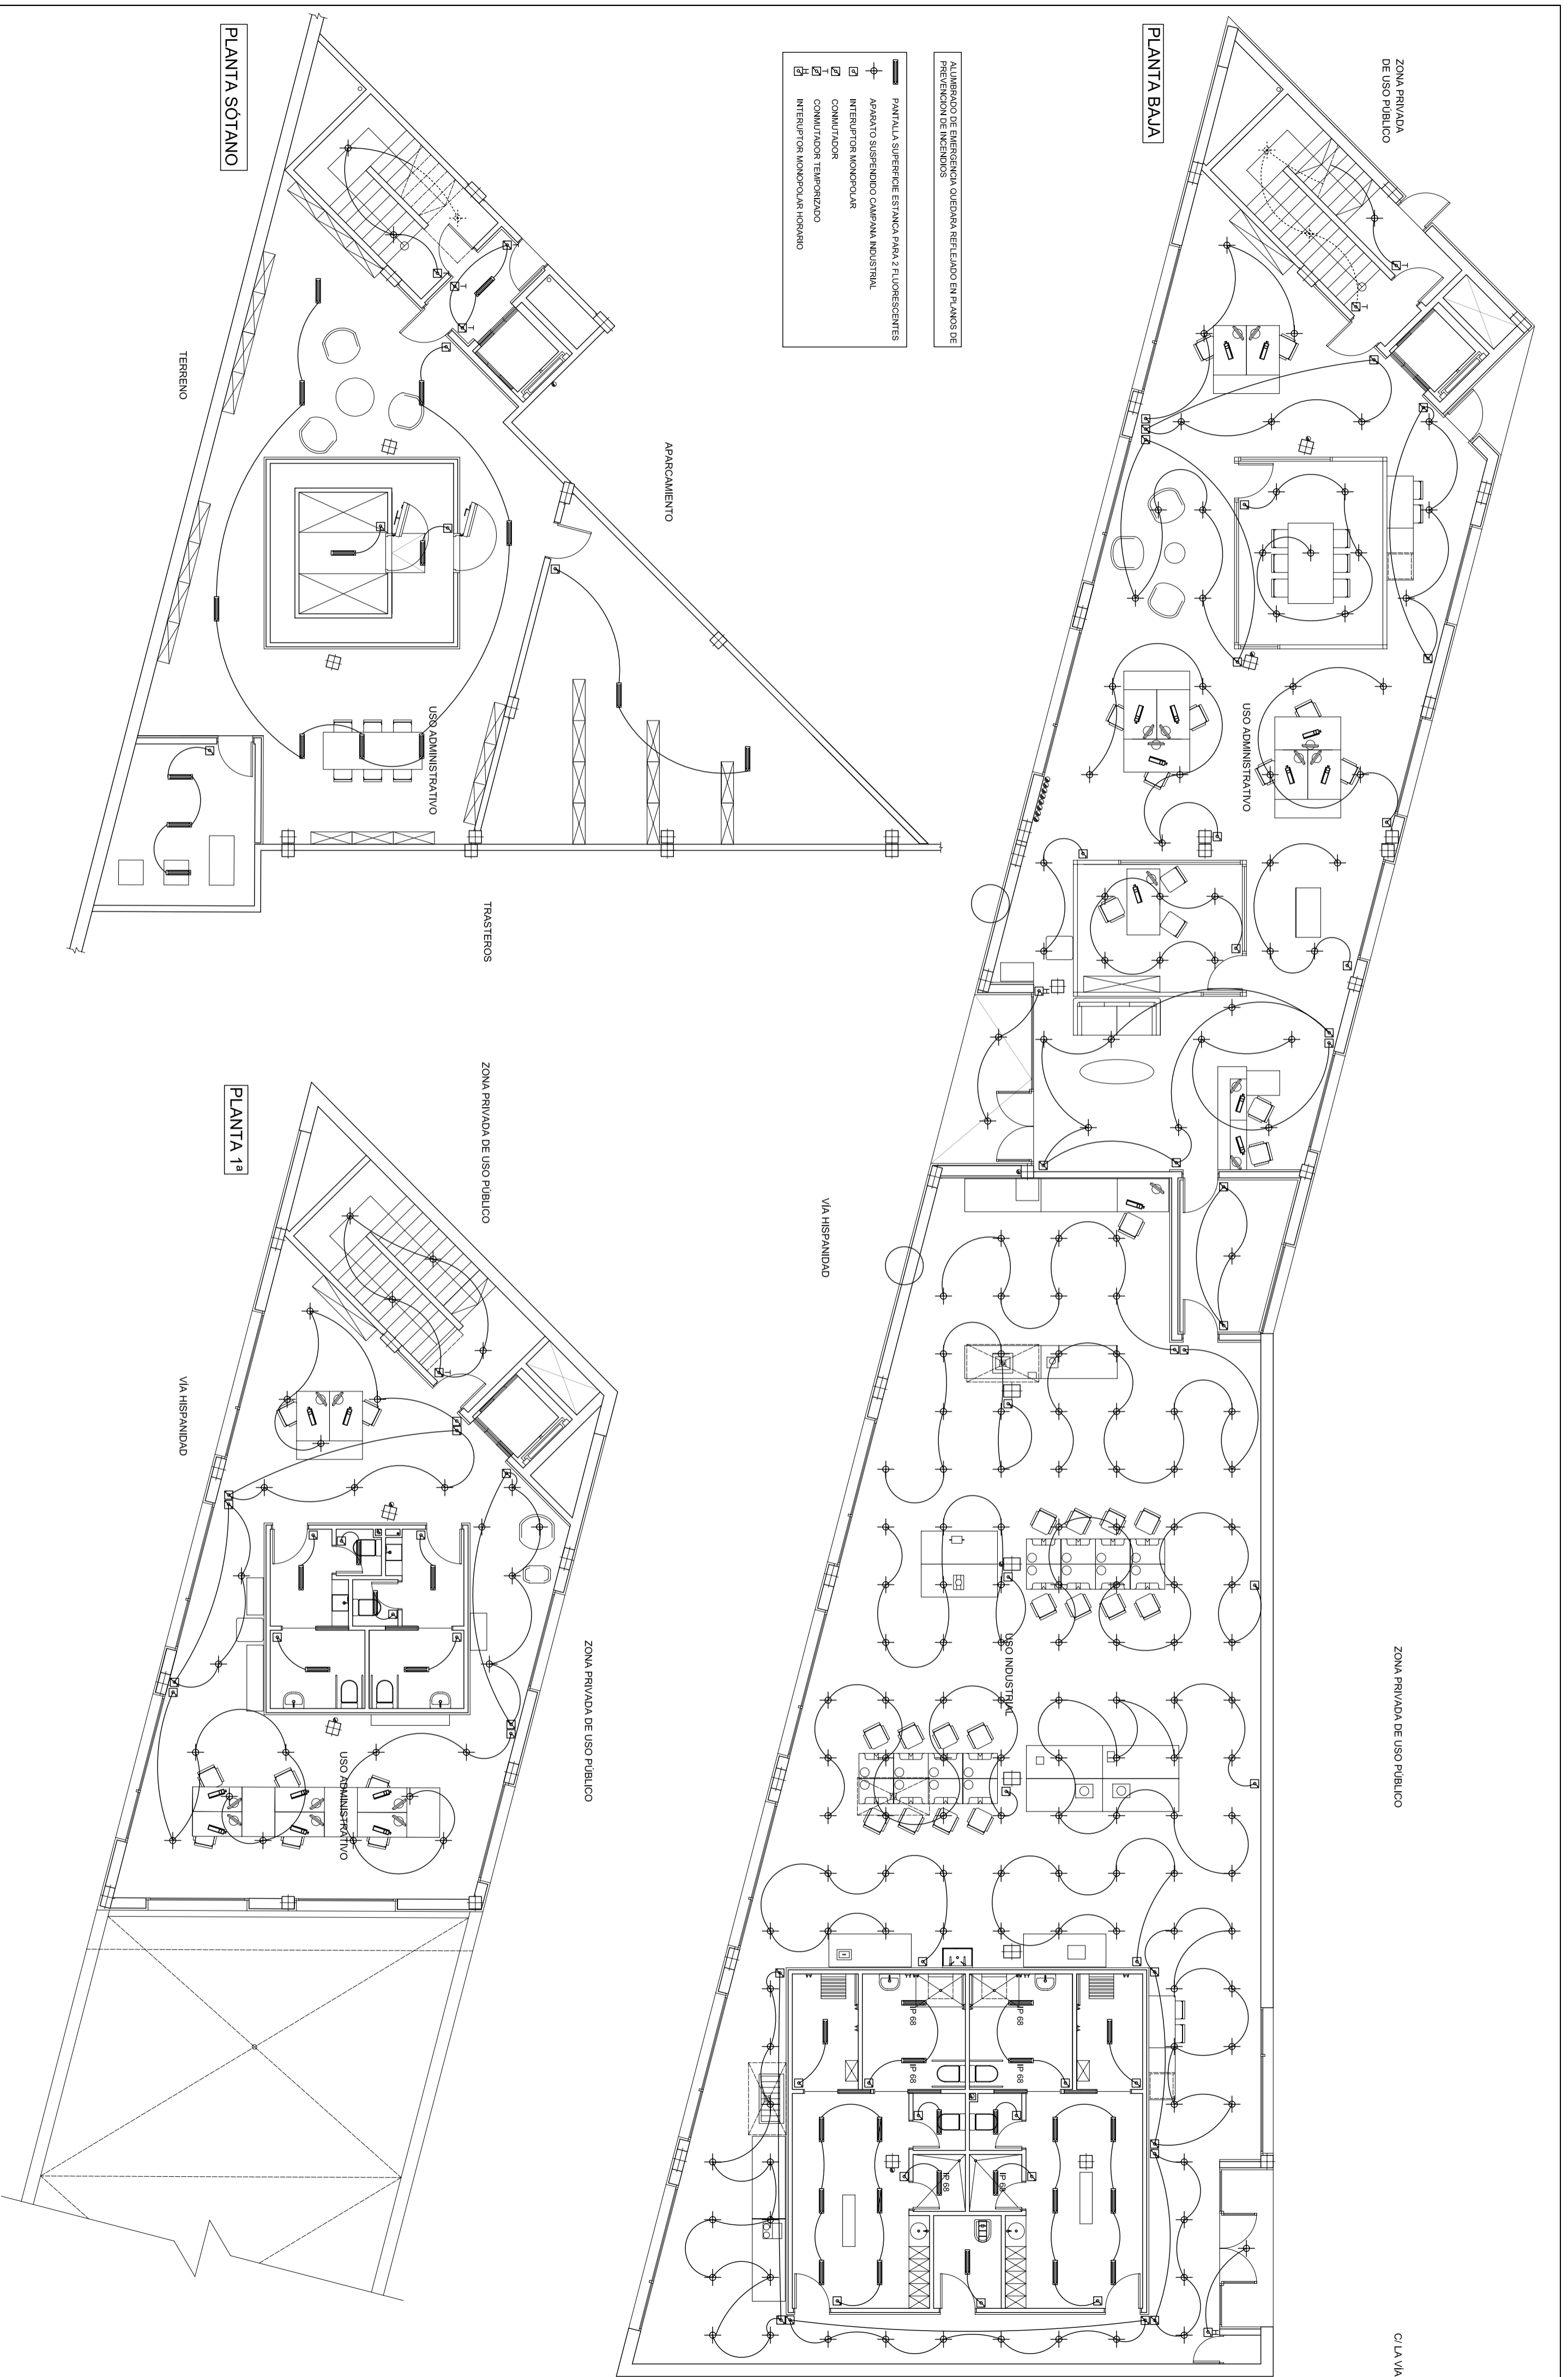 PLANTA BAJA
ZONA PRIVADA
DE USO PÚBLICO
USO ADMINISTRATIVO
USO INDUSTRIAL
VÍA HISPANIDAD
ZONA PRIVADA DE USO PÚBLICO
C/ LA VÍA
IP 68
IP 68
IP 68
IP 68
IP 68
IP 68
T
T
H
H
ALUMBRADO DE EMERGENCIA QUEDARA REFLEJADO EN PLANOS DE
PREVENCION DE INCENDIOS
PANTALLA SUPERFICIE ESTANCA PARA 2 FLUORESCENTES
APARATO SUSPENDIDO CAMPANA INDUSTRIAL
INTERUPTOR MONOPOLAR
CONMUTADOR
T CONMUTADOR TEMPORIZADO
H INTERUPTOR MONOPOLAR HORARIO
PLANTA SÓTANO
TERRENO
APARCAMIENTO
USO ADMINISTRATIVO
TRASTEROS
T
T
T
T
PLANTA 1ª
ZONA PRIVADA DE USO PÚBLICO
VÍA HISPANIDAD
ZONA PRIVADA DE USO PÚBLICO
USO ADMINISTRATIVO
T